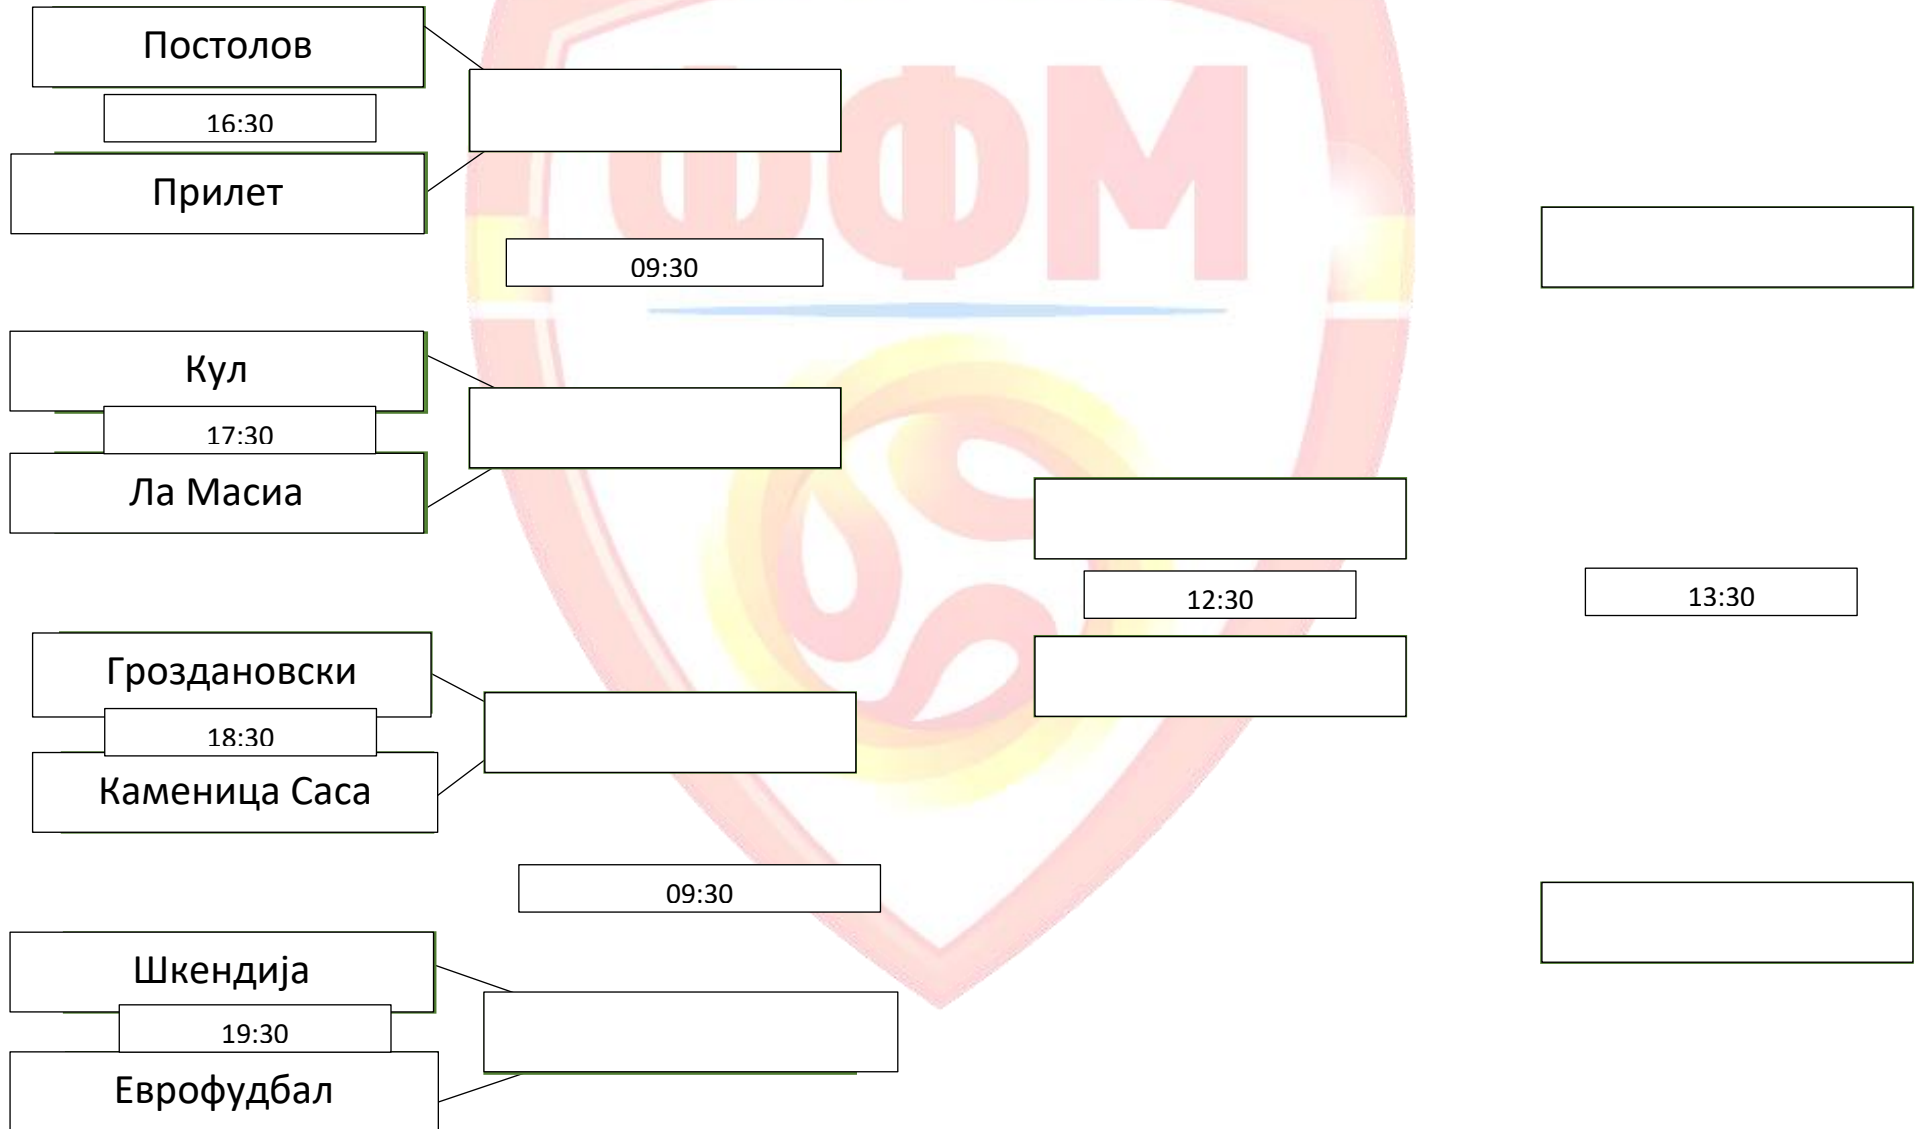 Постолов
16:30
Прилет
09:30
Кул
17:30
Ла Масиа
12:30
13:30
Гроздановски
18:30
Каменица Саса
09:30
Шкендија
19:30
Еврофудбал
ФФМ